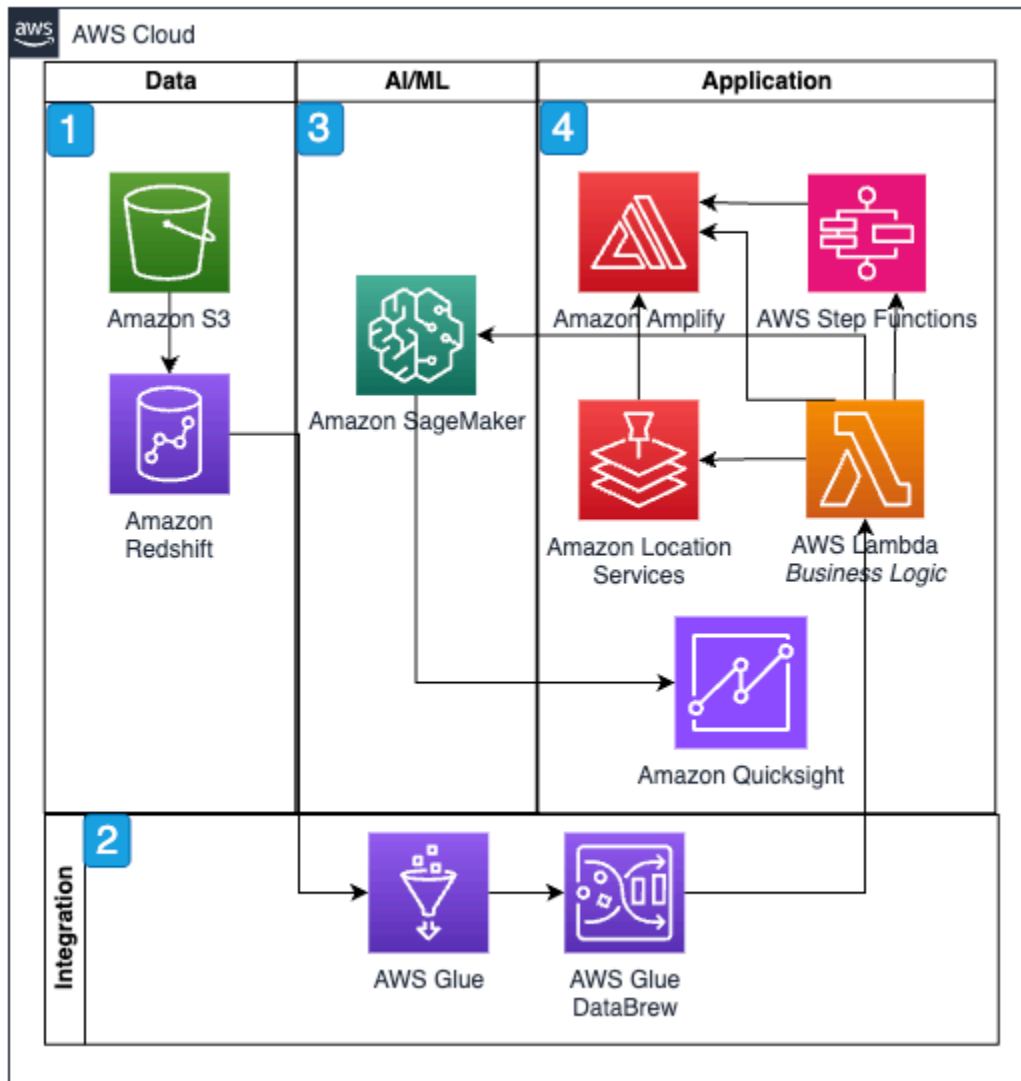 aws
AWS Cloud
Data
AI/ML
Application
1
3
4
Amazon S3
Amazon Amplify
AWS Step Functions
Amazon SageMaker
Amazon
Redshift
Amazon Location
Services
AWS Lambda
Business Logic
Amazon Quicksight
2
Integration
AWS Glue
AWS Glue
DataBrew